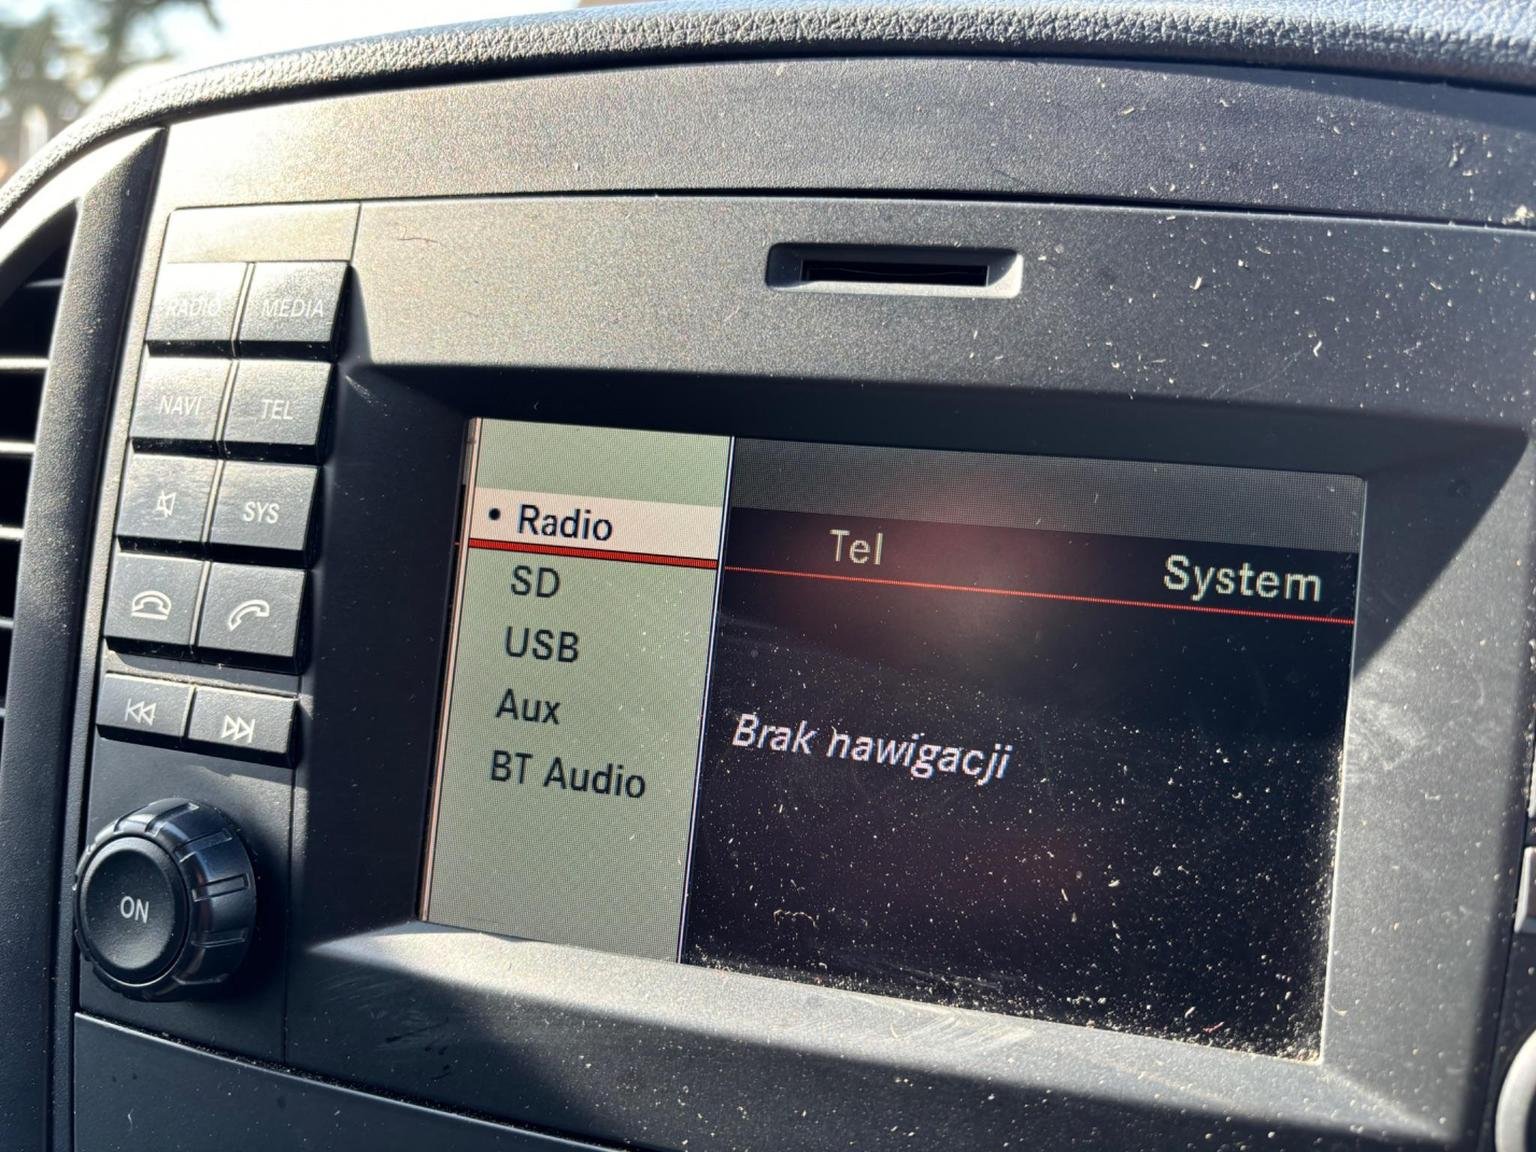 RADIO MEDIA
NAVI TEL
SYS
ON
Radio
SD
USB
Aux
BT Audio
Tel System
Brak nawigacji